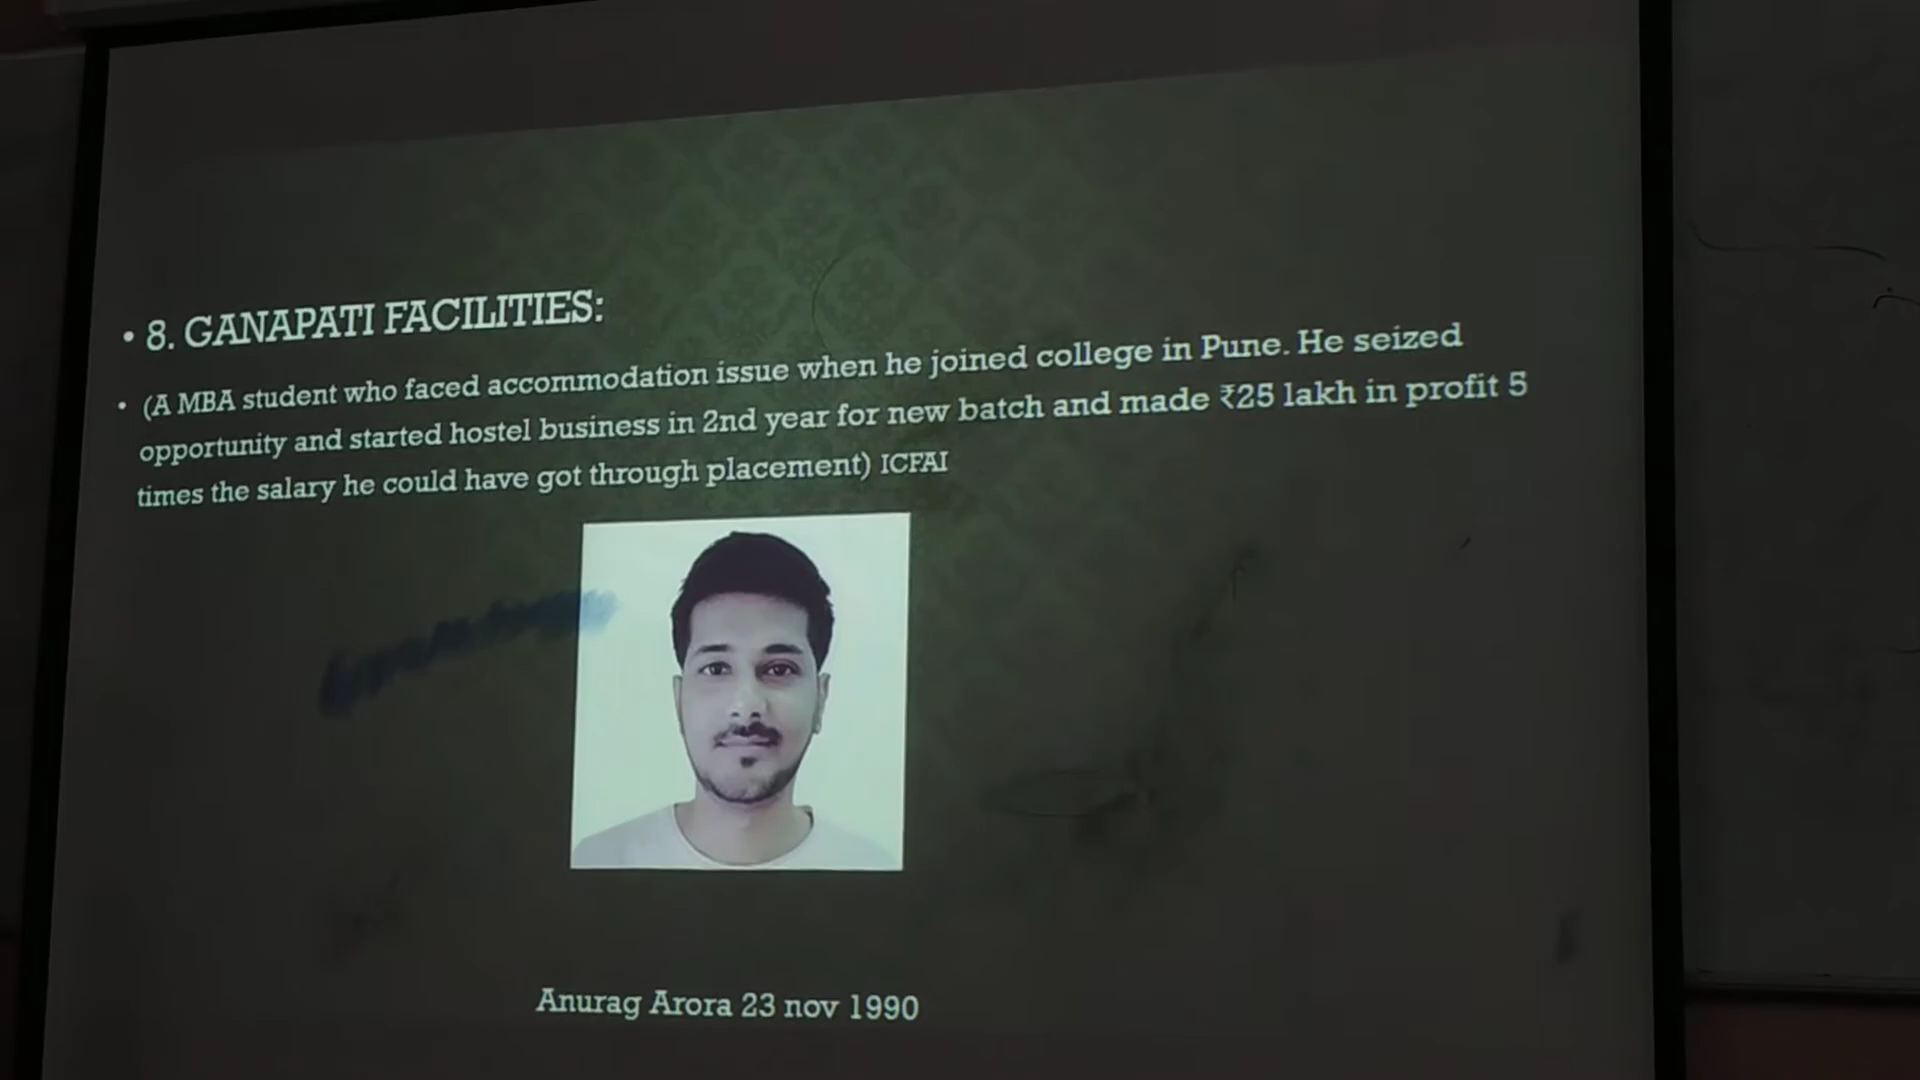 • 8. GANAPATI FACILITIES:
• (A MBA student who faced accommodation issue when he joined college in Pune. He seized
opportunity and started hostel business in 2nd year for new batch and made ₹25 lakh in profit 5
times the salary he could have got through placement) ICFAI
Anurag Arora 23 nov 1990